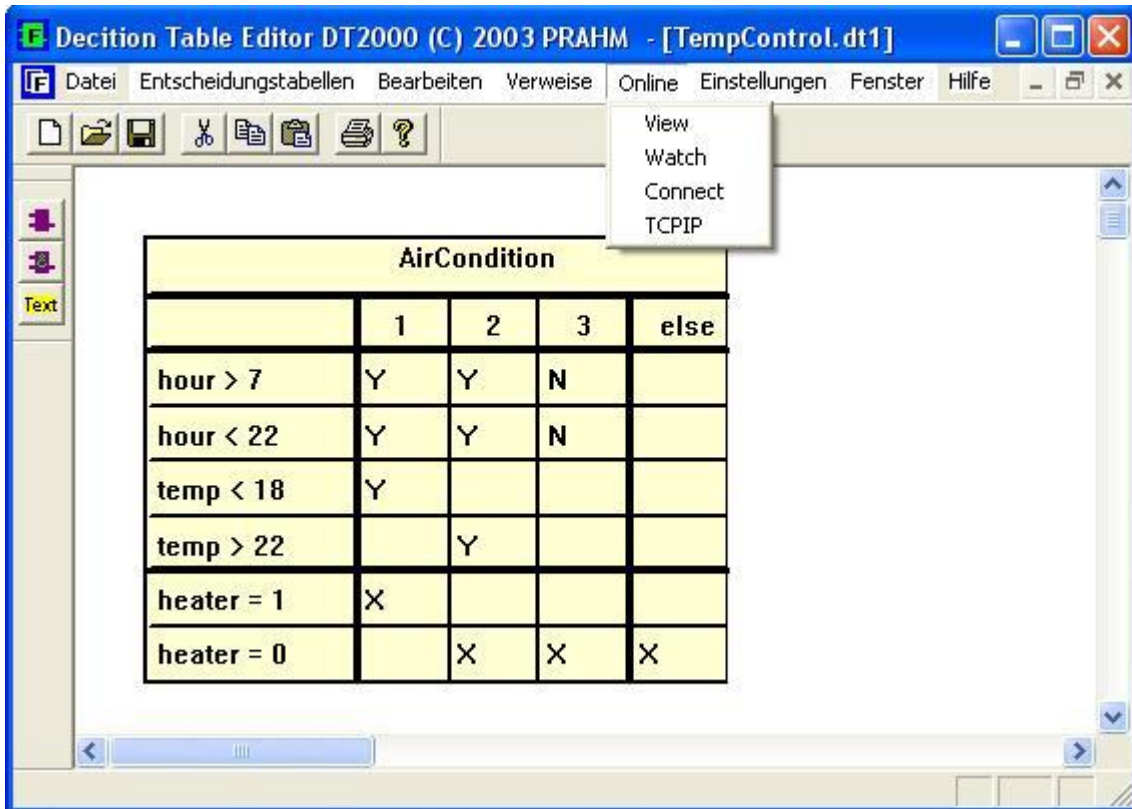 Decition Table Editor DT2000 (C) 2003 PRAHM - [TempControl.dt1]
Datei Entscheidungstabellen Bearbeiten Verweise Online Einstellungen Fenster Hilfe
View
Watch
Connect
TCPIP
Text
AirCondition
1 2 3 else
hour > 7 Y Y N
hour < 22 Y Y N
temp < 18 Y
temp > 22 Y
heater = 1 X
heater = 0 X X X